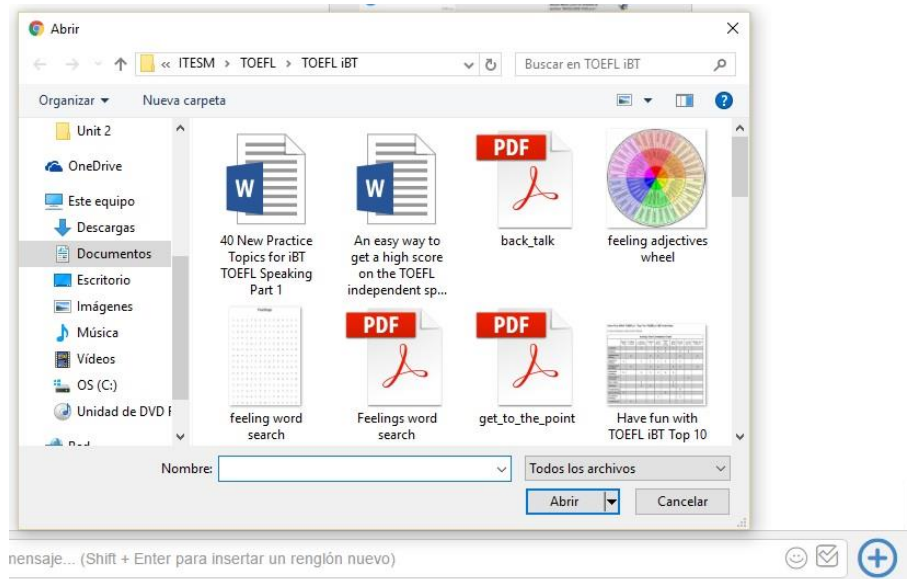 Abrir
« ITESM > TOEFL > TOEFL iBT
Buscar en TOEFL iBT
Organizar
Nueva carpeta
Unit 2
OneDrive
Este equipo
Descargas
Documentos
Escritorio
Imágenes
Música
Vídeos
OS (C:)
Unidad de DVD F
W
40 New Practice
Topics for iBT
TOEFL Speaking
Part 1
W
An easy way to
get a high score
on the TOEFL
independent sp...
PDF
back_talk
feeling adjectives
wheel
feeling word
search
PDF
Feelings word
search
PDF
get_to_the_point
Have fun with
TOEFL iBT Top 10
Nombre:
Todos los archivos
Abrir
Cancelar
mensaje... (Shift + Enter para insertar un renglón nuevo)